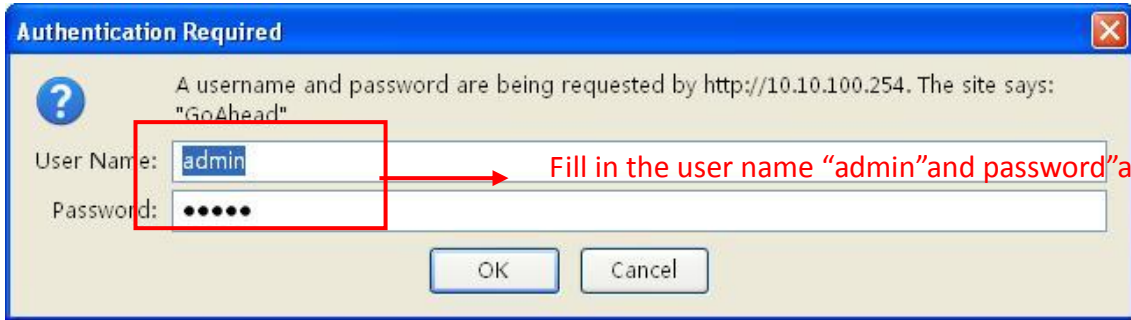 Authentication Required
A username and password are being requested by http://10.10.100.254. The site says:
"GoAhead"
User Name: admin
Fill in the user name “admin”and password”a
Password: •••••
OK Cancel